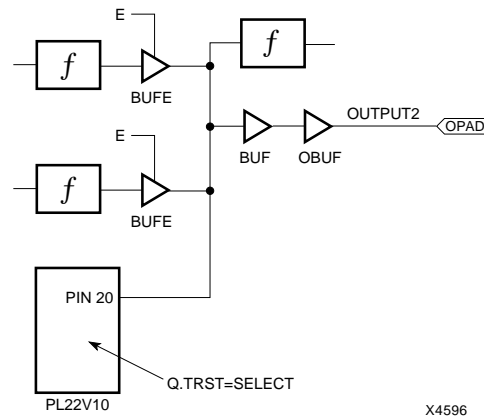 E
f
f
BUFE
OUTPUT2
OPAD
E
BUF
OBUF
f
BUFE
PIN 20
Q.TRST=SELECT
PL22V10
X4596